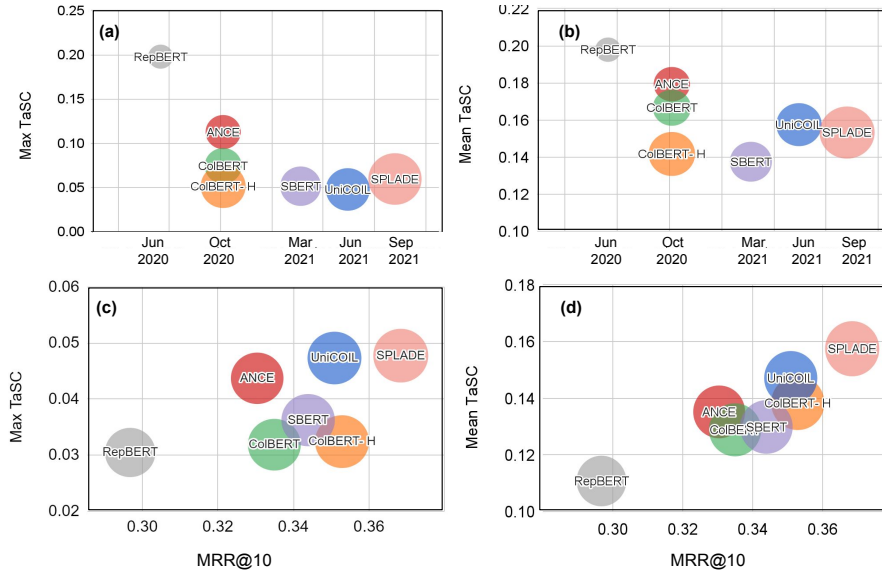 (a)
Max TaSC
0.25
0.20
0.15
0.10
0.05
0.00
RepBERT
ANCE
ColBERT
ColBERT- H
SBERT
UniCOIL
SPLADE
Jun
2020
Oct
2020
Mar
2021
Jun
2021
Sep
2021
(b)
Mean TaSC
0.22
0.20
0.18
0.16
0.14
0.12
0.10
RepBERT
ANCE
ColBERT
ColBERT- H
SBERT
UniCOIL
SPLADE
Jun
2020
Oct
2020
Mar
2021
Jun
2021
Sep
2021
(c)
Max TaSC
0.06
0.05
0.04
0.03
0.02
RepBERT
ANCE
UniCOIL
SPLADE
SBERT
ColBERT
ColBERT- H
0.30
0.32
0.34
0.36
MRR@10
(d)
Mean TaSC
0.18
0.16
0.14
0.12
0.10
SPLADE
UniCOIL
ColBERT- H
ANCE
ColBERT
SBERT
RepBERT
0.30
0.32
0.34
0.36
MRR@10